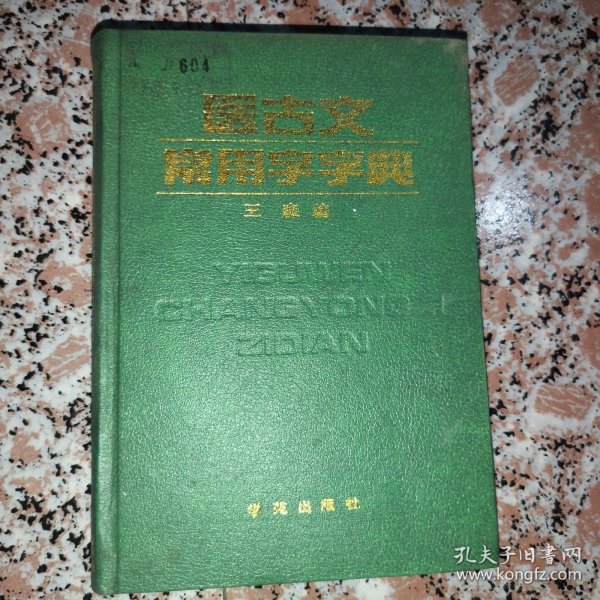 604
医古文
常用字字典
王森编
YIGUWEN
CHANGYONGZI
ZIDIAN
学苑出版社
孔夫子旧书网
www.kongfz.com